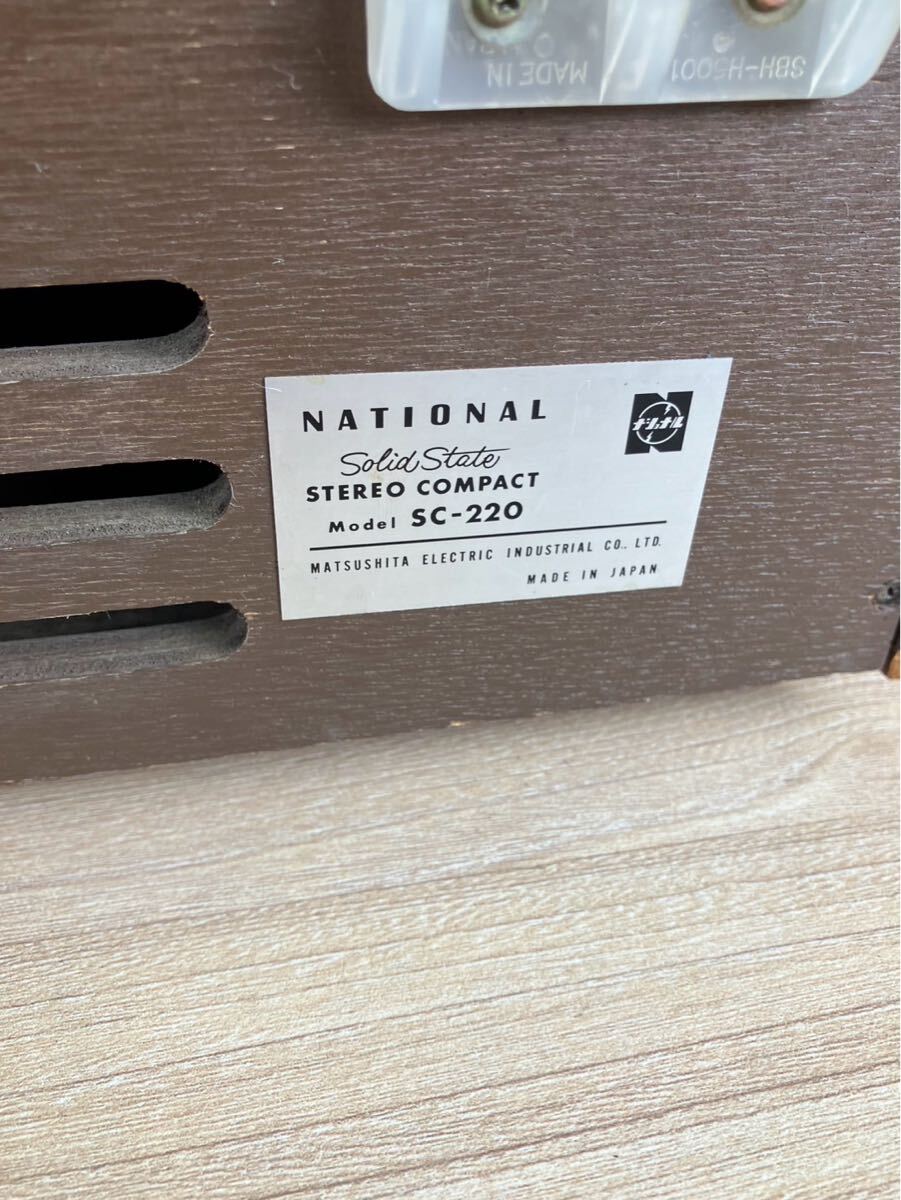 SBH-H5001
MADE IN
JAPAN
NATIONAL
ナショナル
Solid State
STEREO COMPACT
Model SC-220
MATSUSHITA ELECTRIC INDUSTRIAL CO., LTD.
MADE IN JAPAN